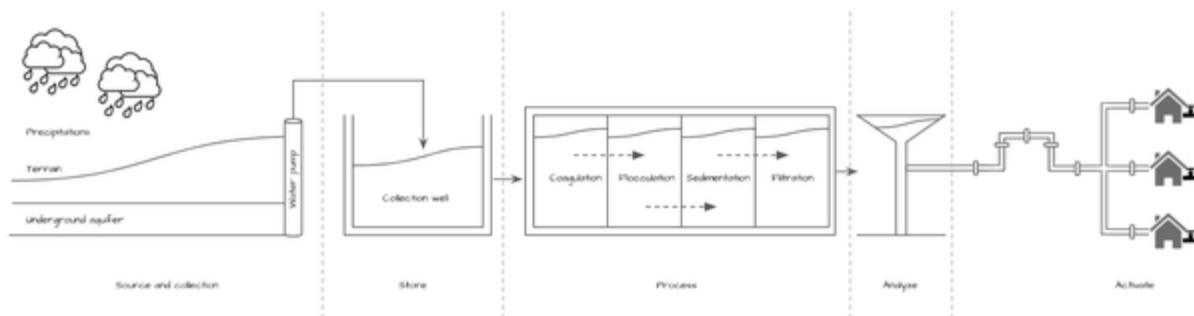 Precipitations
Terrain
Underground aquifer
Water pump
Collection well
Coagulation
Flocculation
Sedimentation
Filtration
Source and collection
Store
Process
Analyze
Activate